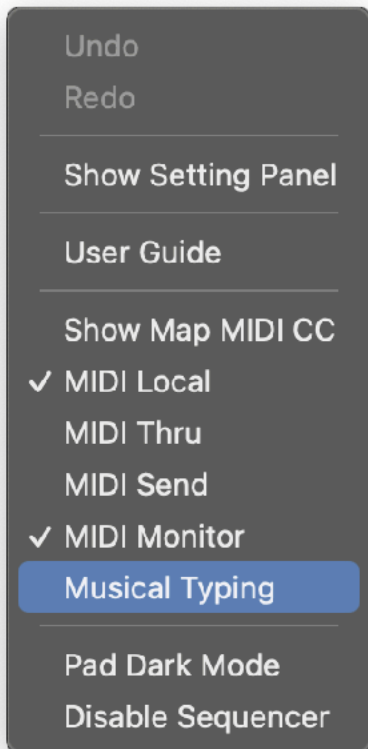 Undo
Redo
Show Setting Panel
User Guide
Show Map MIDI CC
✓ MIDI Local
MIDI Thru
MIDI Send
✓ MIDI Monitor
Musical Typing
Pad Dark Mode
Disable Sequencer